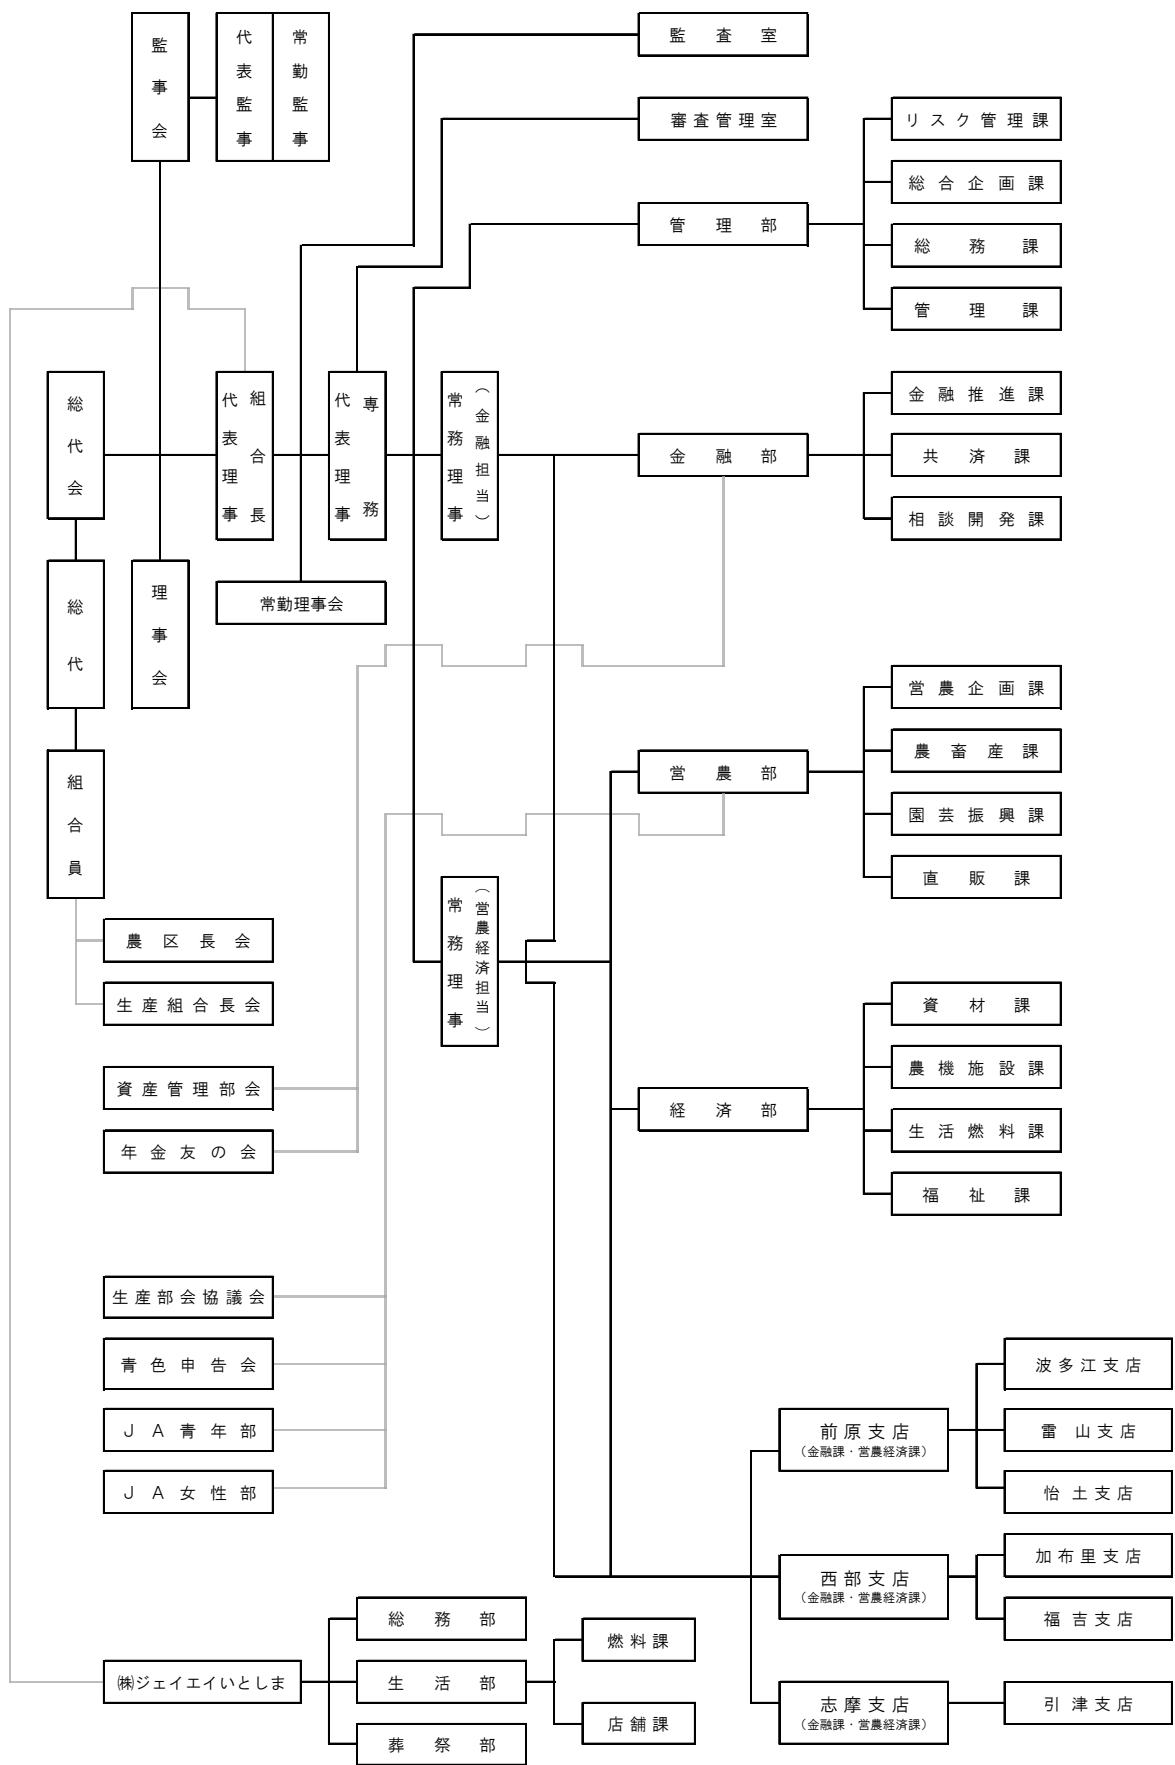 監事会
代表監事
常勤監事
監査室
審査管理室
管理部
リスク管理課
総合企画課
総務課
管理課
総代会
組合長
代表理事
専務
代表理事
(金融担当)
常務理事
金融部
金融推進課
共済課
相談開発課
常勤理事会
総代
理事会
組合員
営農部
営農企画課
農畜産課
園芸振興課
直販課
(営農経済担当)
常務理事
農区長会
生産組合長会
資産管理部会
年金友の会
経済部
資材課
農機施設課
生活燃料課
福祉課
生産部会協議会
青色申告会
JA青年部
JA女性部
前原支店
(金融課・営農経済課)
波多江支店
雷山支店
怡土支店
西部支店
(金融課・営農経済課)
加布里支店
福吉支店
志摩支店
(金融課・営農経済課)
引津支店
㈱ジェイエイいとしま
総務部
生活部
葬祭部
燃料課
店舗課